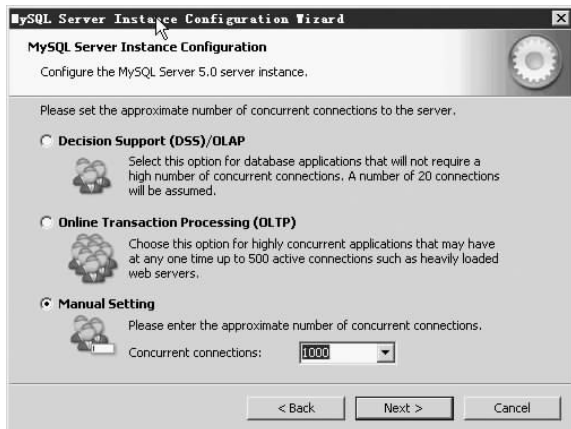 MySQL Server Instance Configuration Wizard
MySQL Server Instance Configuration
Configure the MySQL Server 5.0 server instance.
Please set the approximate number of concurrent connections to the server.
Decision Support (DSS)/OLAP
Select this option for database applications that will not require a
high number of concurrent connections. A number of 20 connections
will be assumed.
Online Transaction Processing (OLTP)
Choose this option for highly concurrent applications that may have
at any one time up to 500 active connections such as heavily loaded
web servers.
Manual Setting
Please enter the approximate number of concurrent connections.
Concurrent connections: 1000
< Back Next > Cancel